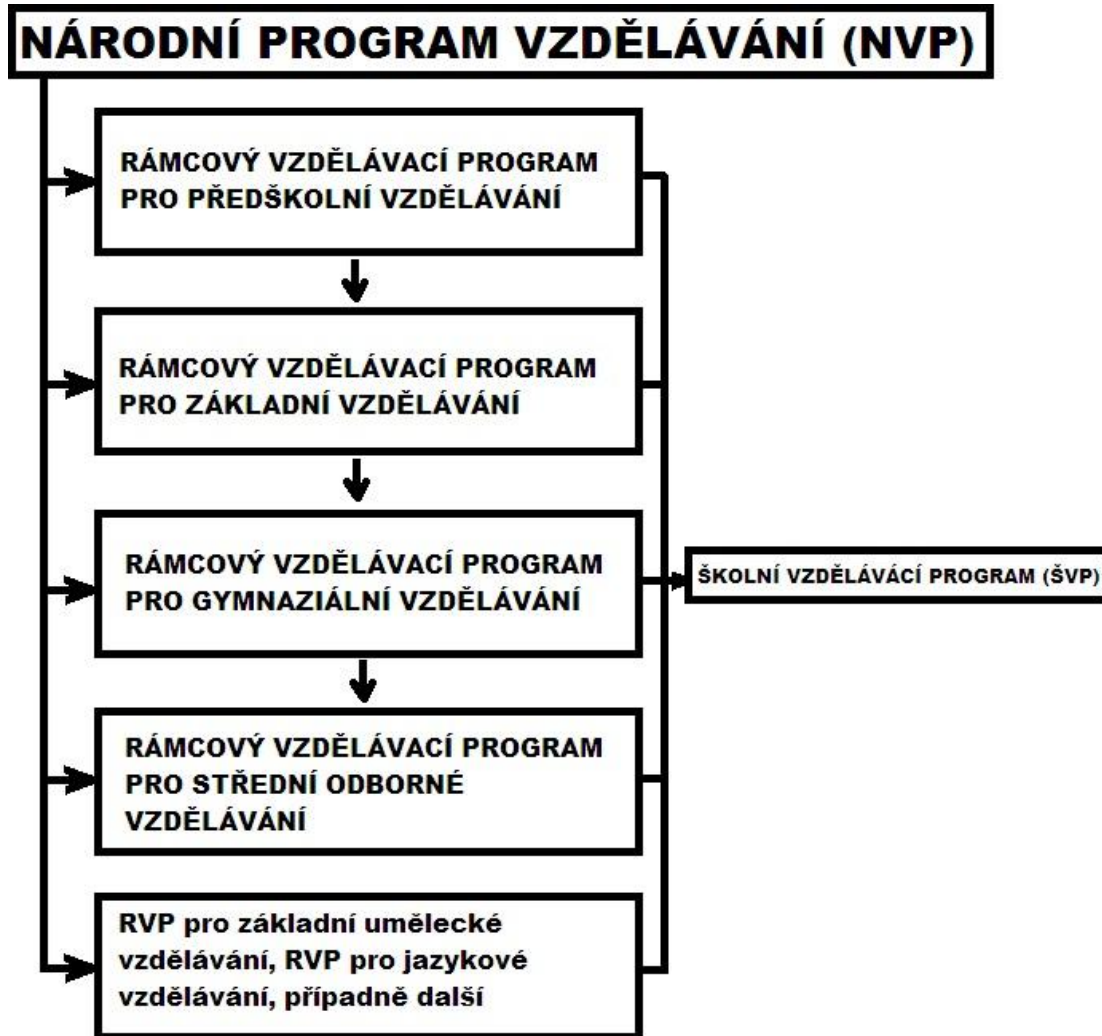 NÁRODNÍ PROGRAM VZDĚLÁVÁNÍ (NVP)
RÁMCOVÝ VZDĚLÁVACÍ PROGRAM
PRO PŘEDŠKOLNÍ VZDĚLÁVÁNÍ
RÁMCOVÝ VZDĚLÁVACÍ PROGRAM
PRO ZÁKLADNÍ VZDĚLÁVÁNÍ
RÁMCOVÝ VZDĚLÁVACÍ PROGRAM
PRO GYMNAZIÁLNÍ VZDĚLÁVÁNÍ
ŠKOLNÍ VZDĚLÁVÁCÍ PROGRAM (ŠVP)
RÁMCOVÝ VZDĚLÁVACÍ PROGRAM
PRO STŘEDNÍ ODBORNÉ
VZDĚLÁVÁNÍ
RVP pro základní umělecké
vzdělávání, RVP pro jazykové
vzdělávání, případně další